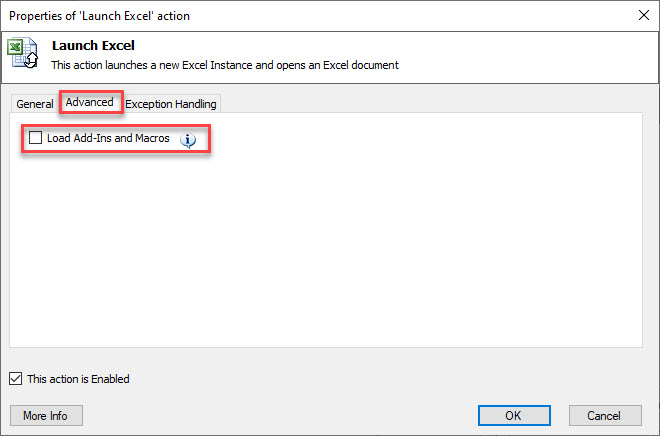 Properties of 'Launch Excel' action
Launch Excel
This action launches a new Excel Instance and opens an Excel document
General Advanced Exception Handling
Load Add-Ins and Macros
This action is Enabled
More Info OK Cancel